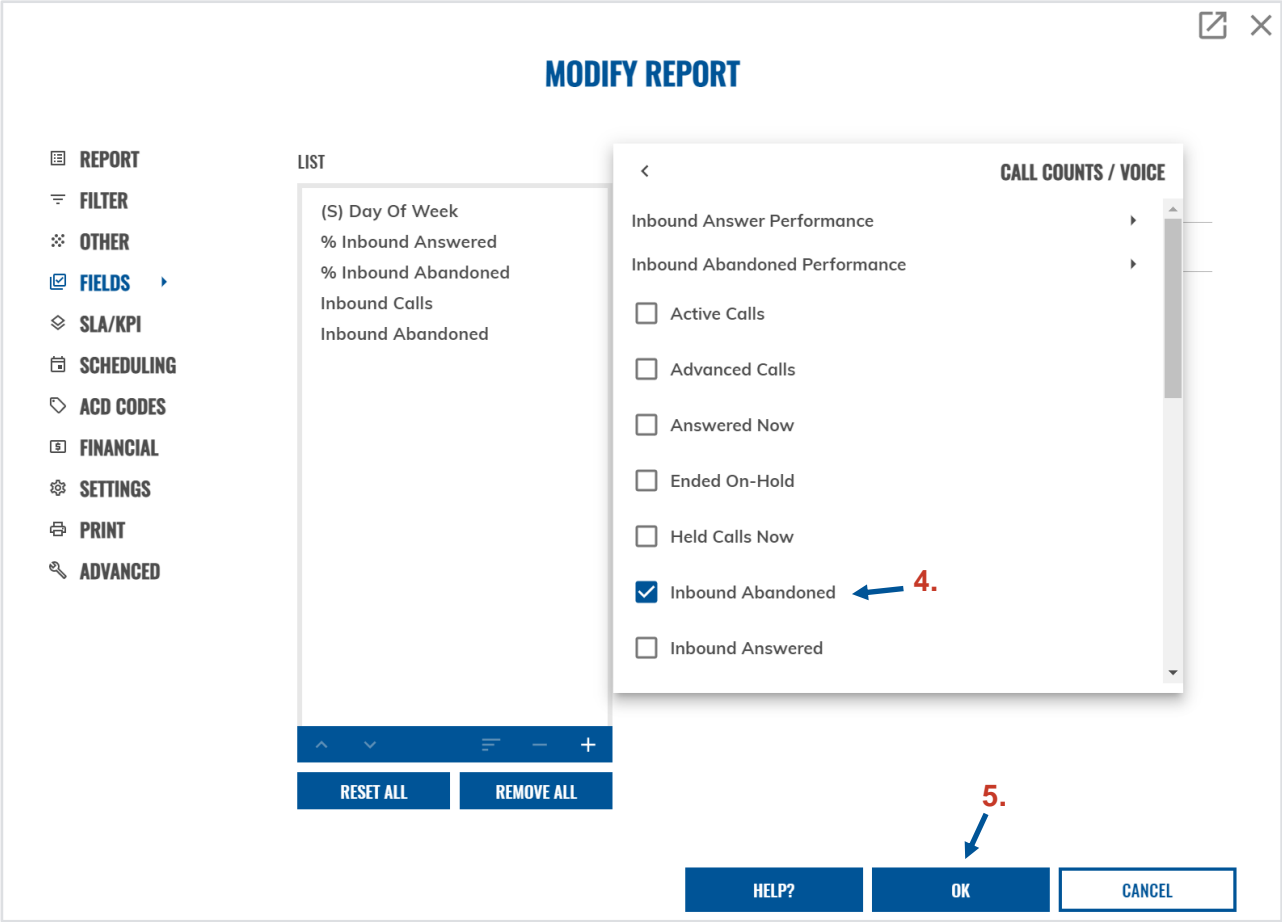 MODIFY REPORT
REPORT
FILTER
OTHER
FIELDS
SLA/KPI
SCHEDULING
ACD CODES
FINANCIAL
SETTINGS
PRINT
ADVANCED
LIST
(S) Day Of Week
% Inbound Answered
% Inbound Abandoned
Inbound Calls
Inbound Abandoned
RESET ALL
REMOVE ALL
CALL COUNTS / VOICE
Inbound Answer Performance
Inbound Abandoned Performance
Active Calls
Advanced Calls
Answered Now
Ended On-Hold
Held Calls Now
Inbound Abandoned
4.
Inbound Answered
5.
HELP?
OK
CANCEL